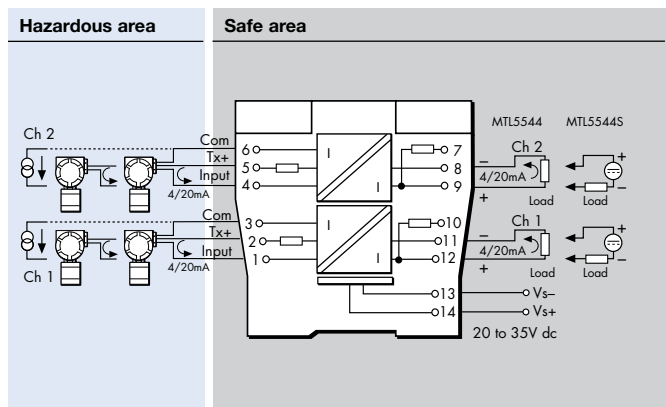 Hazardous area
Safe area
MTL5544
MTL5544S
Ch 2
Com
Tx+
Input
4/20mA
6
5
4
I
I
7
8
9
–
+
Ch 2
4/20mA
Load
+
–
Load
Ch 1
Com
Tx+
Input
4/20mA
3
2
1
I
I
10
11
12
–
+
Ch 1
4/20mA
Load
+
–
Load
13
Vs–
14
Vs+
20 to 35V dc